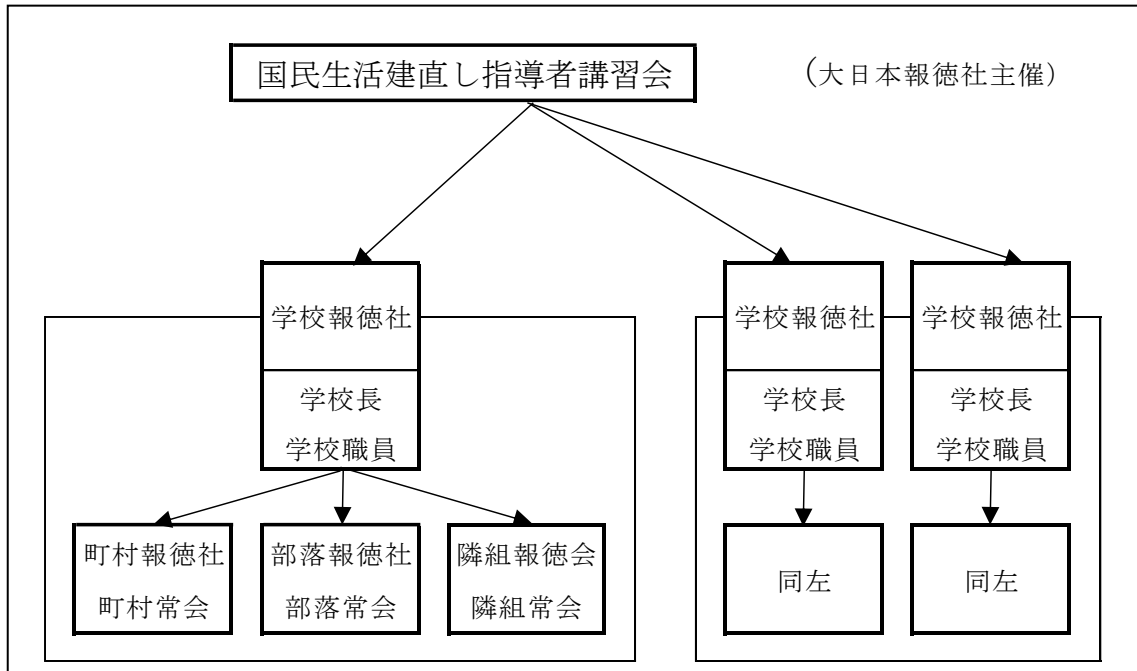 国民生活建直し指導者講習会
(大日本報徳社主催)
学校報徳社
学校長
学校職員
学校報徳社
学校長
学校職員
学校報徳社
学校長
学校職員
町村報徳社
町村常会
部落報徳社
部落常会
隣組報徳会
隣組常会
同左
同左